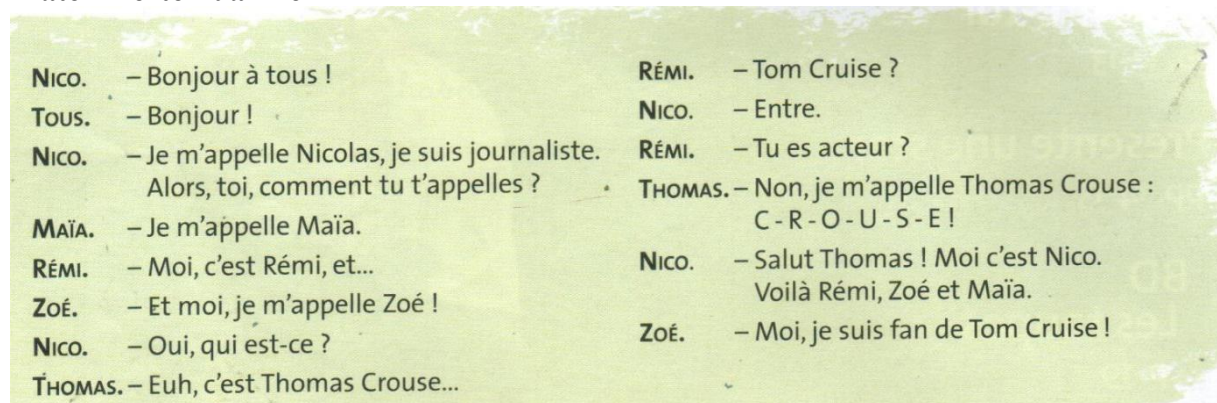 NICO. – Bonjour à tous !
TOUS. – Bonjour !
NICO. – Je m'appelle Nicolas, je suis journaliste.
Alors, toi, comment tu t'appelles ?
MAÏA. – Je m'appelle Maïa.
RÉMI. – Moi, c'est Rémi, et...
ZOÉ. – Et moi, je m'appelle Zoé !
NICO. – Oui, qui est-ce ?
THOMAS. – Euh, c'est Thomas Crouse...
RÉMI. – Tom Cruise ?
NICO. – Entre.
RÉMI. – Tu es acteur ?
THOMAS. – Non, je m'appelle Thomas Crouse :
C - R - O - U - S - E !
NICO. – Salut Thomas ! Moi c'est Nico.
Voilà Rémi, Zoé et Maïa.
ZOÉ. – Moi, je suis fan de Tom Cruise !